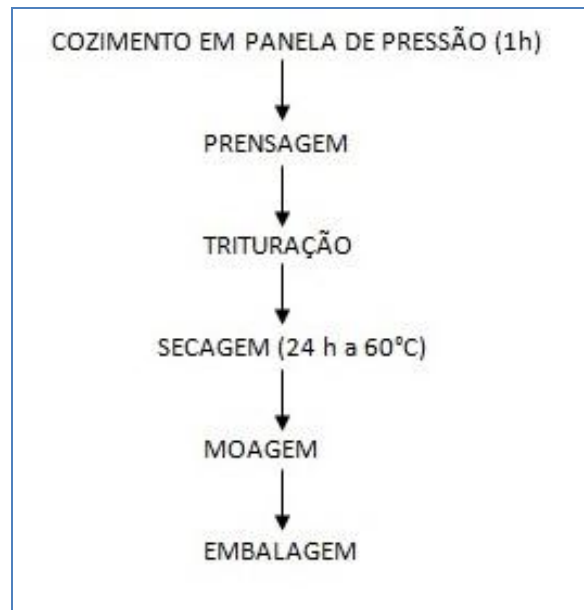 COZIMENTO EM PANELA DE PRESSÃO (1h)
PRENSAGEM
TRITURAÇÃO
SECAGEM (24 h a 60°C)
MOAGEM
EMBALAGEM